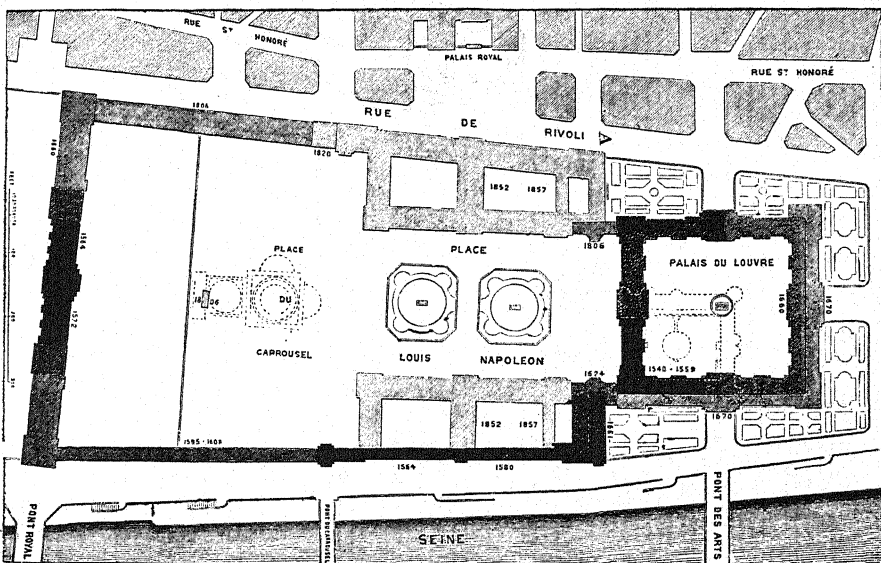 RUE ST HONORÉ
PALAIS ROYAL
RUE ST HONORÉ
RUE DE RIVOLI
A
1806
1820
1852 1857
PLACE
1806
PALAIS DU LOUVRE
1564
1572
PLACE
DU
CARROUSEL
18 06
LOUIS NAPOLEON
1660
1670
1624
1540-1559
1852 1857
1670
1564 1580
PONT ROYAL
PONT DU CARROUSEL
SEINE
PONT DES ARTS